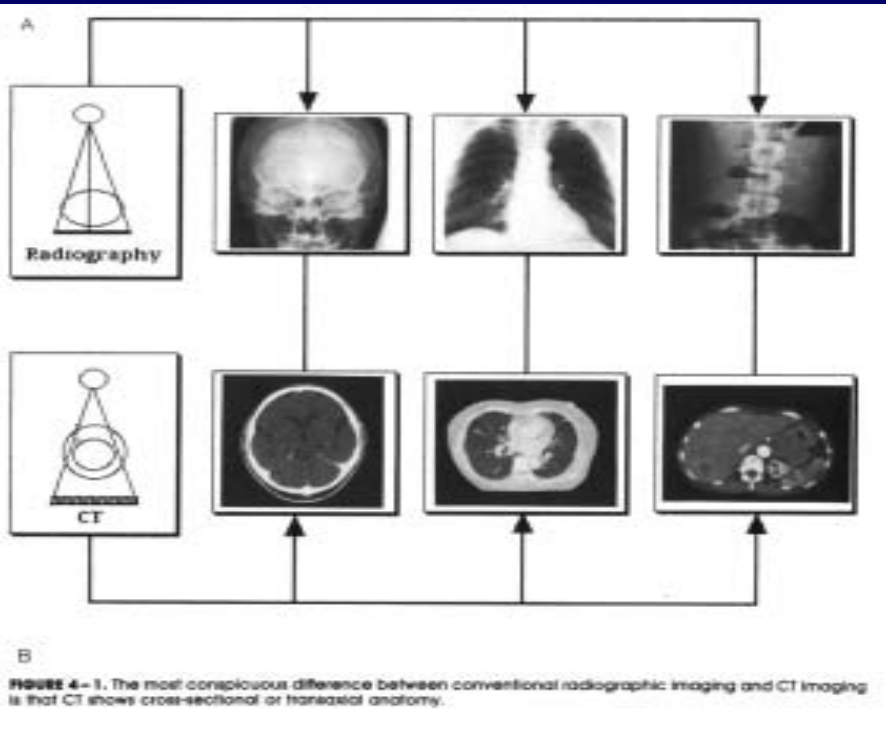 A
Radiography
CT
B
FIGURE 4-1. The most conspicuous difference between conventional radiographic imaging and CT imaging
is that CT shows cross-sectional or transaxial anatomy.